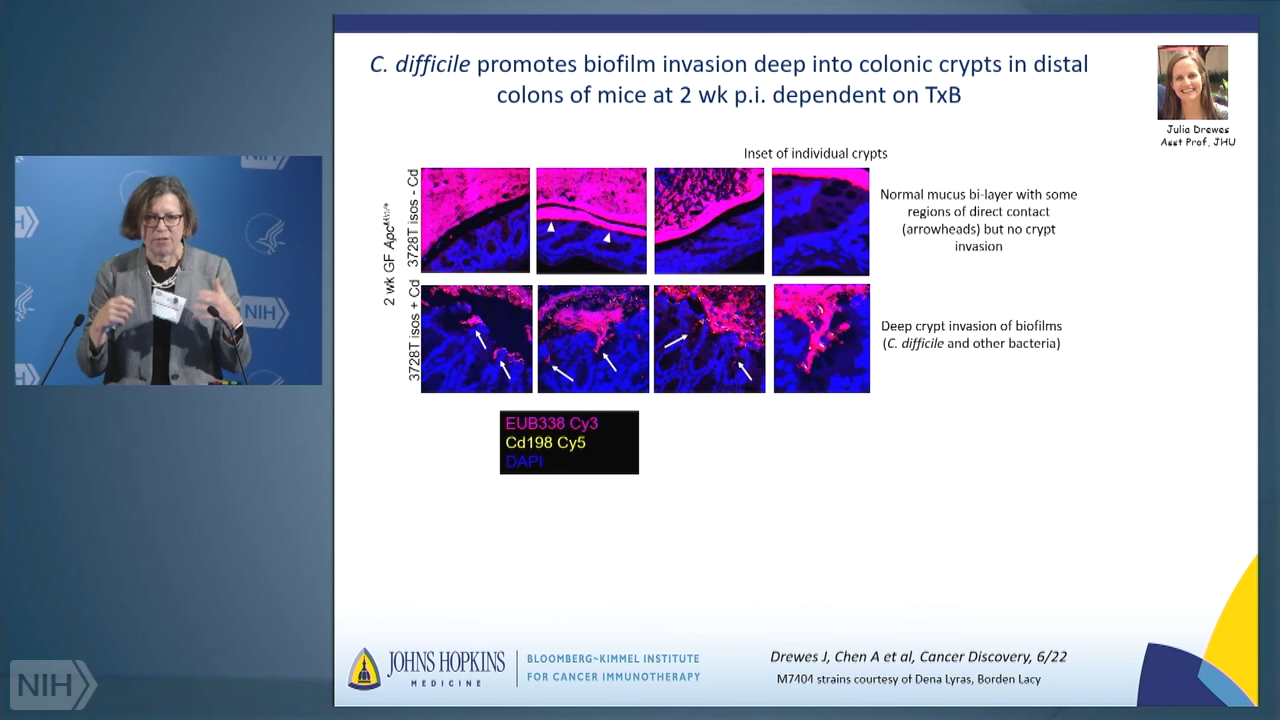 C. difficile promotes biofilm invasion deep into colonic crypts in distal
colons of mice at 2 wk p.i. dependent on TxB
Julia Drewes
Asst Prof, JHU
Inset of individual crypts
2 wk GF Apc
3728T isos - Cd
3728T isos + Cd
Normal mucus bi-layer with some
regions of direct contact
(arrowheads) but no crypt
invasion
Deep crypt invasion of biofilms
(C. difficile and other bacteria)
EUB338 Cy3
Cd198 Cy5
DAPI
JOHNS HOPKINS
MEDICINE
BLOOMBERG~KIMMEL INSTITUTE
FOR CANCER IMMUNOTHERAPY
Drewes J, Chen A et al, Cancer Discovery, 6/22
M7404 strains courtesy of Dena Lyras, Borden Lacy
NIH
NIH
NIH